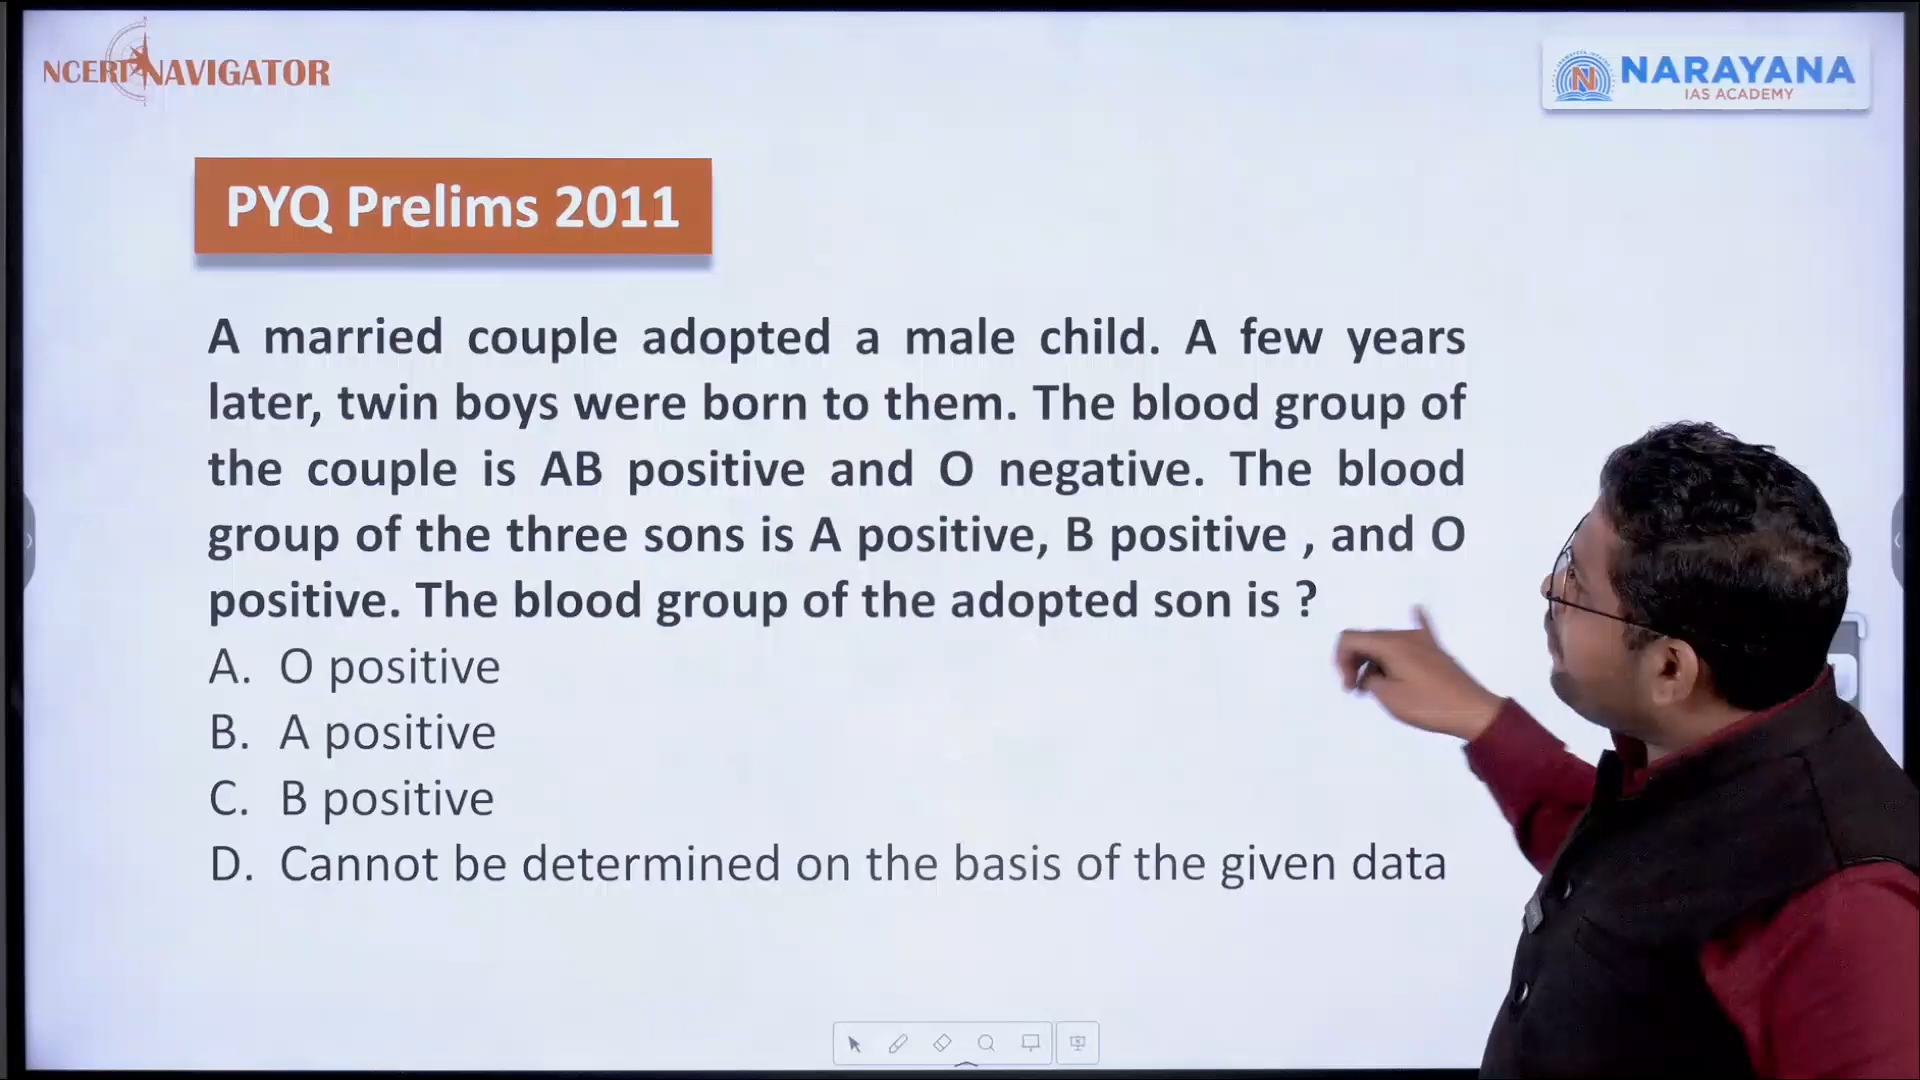 NCERT NAVIGATOR
NARAYANA
IAS ACADEMY
PYQ Prelims 2011
A married couple adopted a male child. A few years
later, twin boys were born to them. The blood group of
the couple is AB positive and O negative. The blood
group of the three sons is A positive, B positive , and O
positive. The blood group of the adopted son is ?
A. O positive
B. A positive
C. B positive
D. Cannot be determined on the basis of the given data